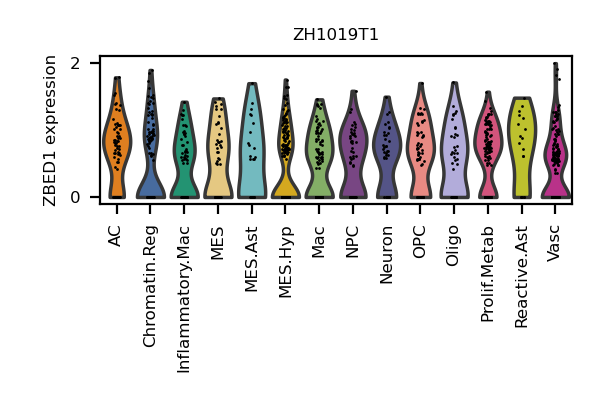 ZH1019T1
ZBED1 expression
2
0
AC
Chromatin.Reg
Inflammatory.Mac
MES
MES.Ast
MES.Hyp
Mac
NPC
Neuron
OPC
Oligo
Prolif.Metab
Reactive.Ast
Vasc